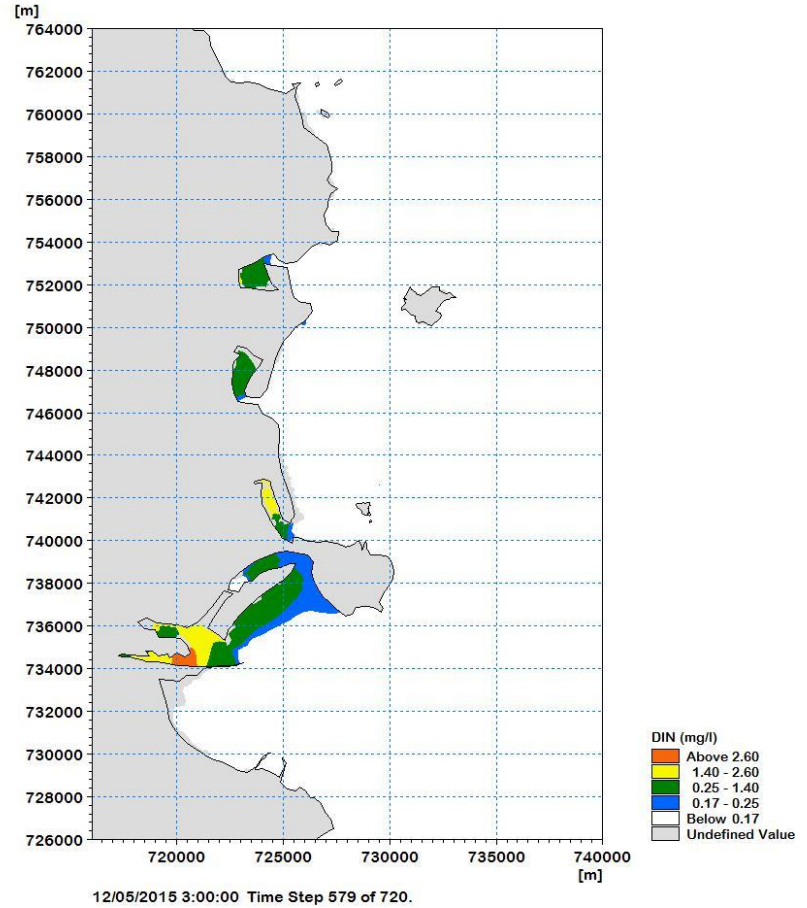 [m]
764000
762000
760000
758000
756000
754000
752000
750000
748000
746000
744000
742000
740000
738000
736000
734000
732000
730000
728000
726000
720000 725000 730000 735000 740000
[m]
DIN (mg/l)
Above 2.60
1.40 - 2.60
0.25 - 1.40
0.17 - 0.25
Below 0.17
Undefined Value
12/05/2015 3:00:00 Time Step 579 of 720.